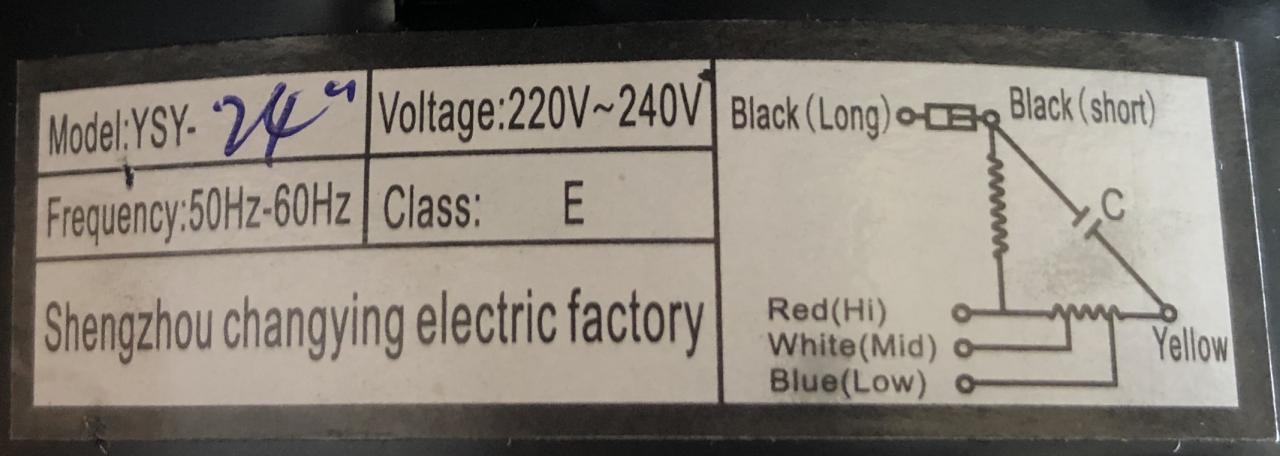 Model:YSY-24"
Voltage:220V~240V
Frequency:50Hz-60Hz
Class: E
Shengzhou changying electric factory
Black(Long)
Black(short)
C
Red(Hi)
White(Mid)
Blue(Low)
Yellow